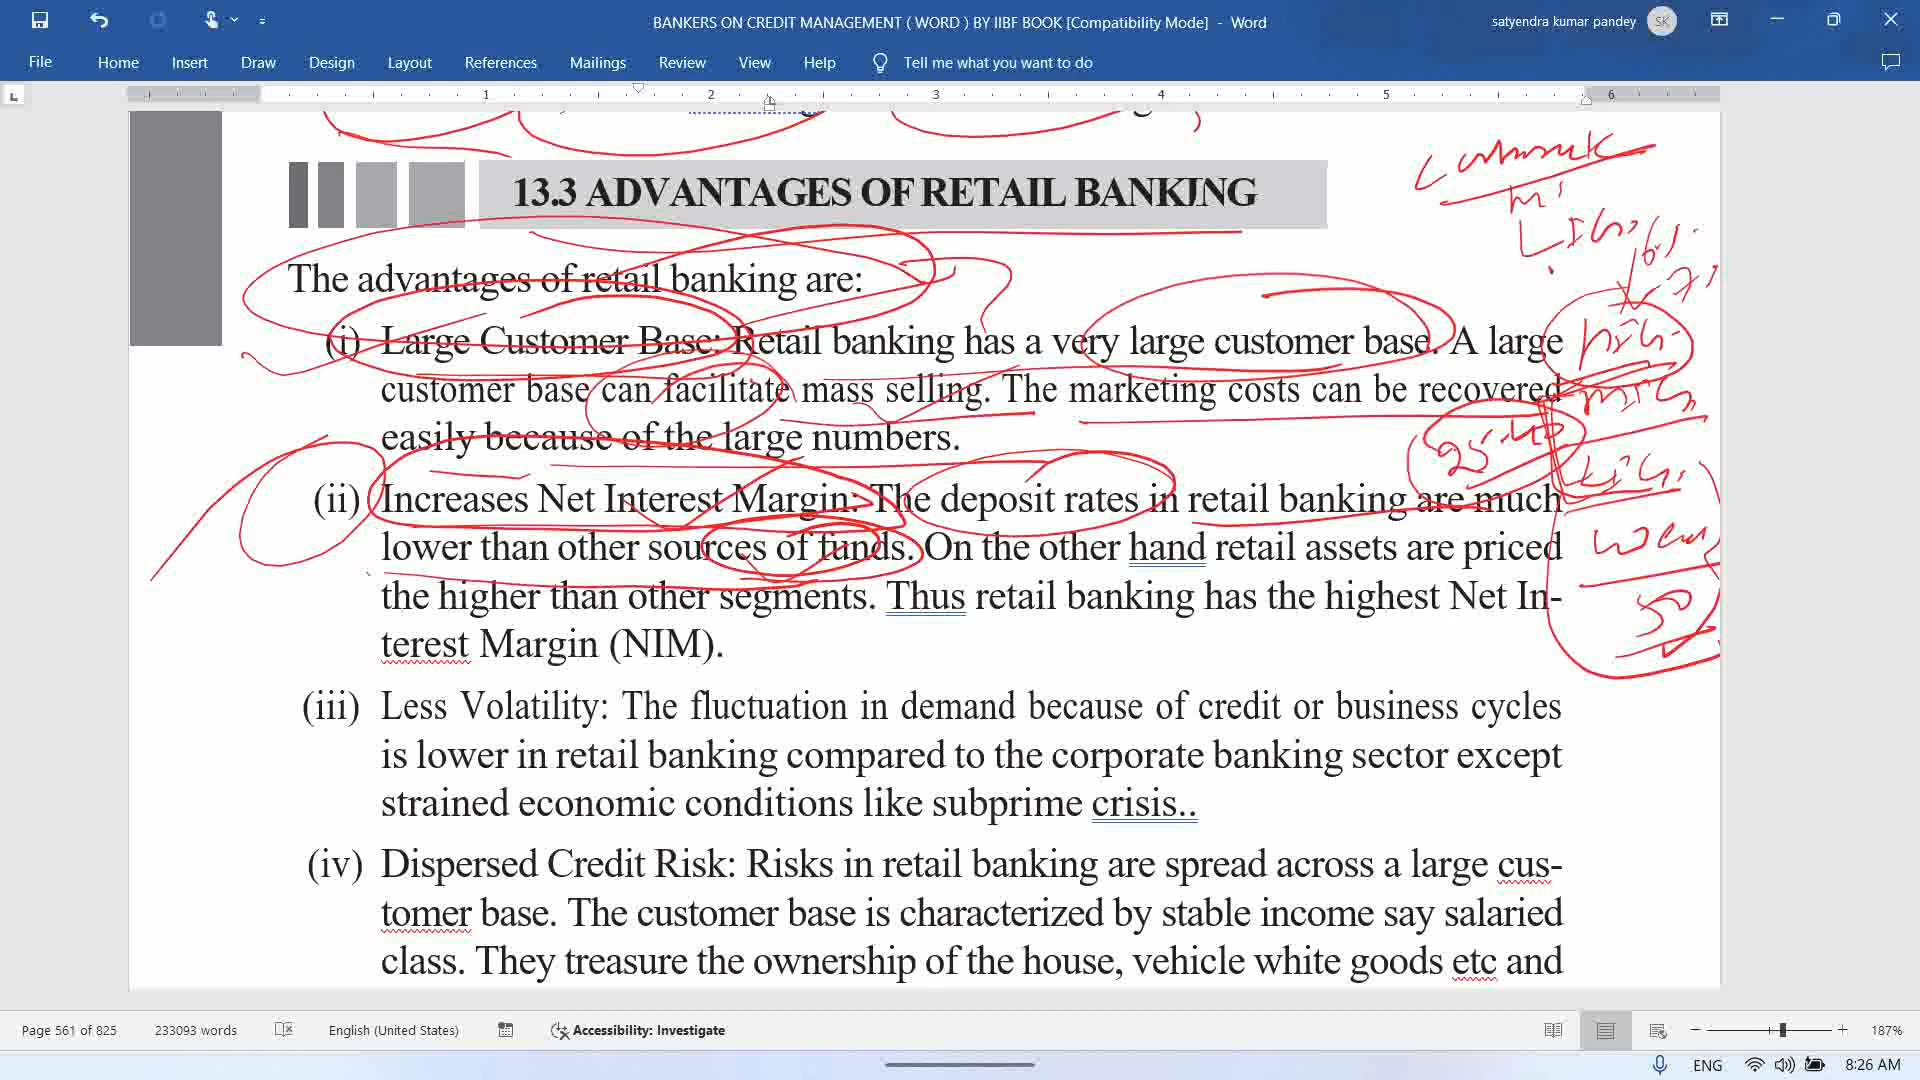 BANKERS ON CREDIT MANAGEMENT ( WORD ) BY IIBF BOOK [Compatibility Mode] - Word
satyendra kumar pandey
SK
File Home Insert Draw Design Layout References Mailings Review View Help Tell me what you want to do
1 2 3 4 5 6
13.3 ADVANTAGES OF RETAIL BANKING
The advantages of retail banking are:
(i) Large Customer Base: Retail banking has a very large customer base. A large
customer base can facilitate mass selling. The marketing costs can be recovered
easily because of the large numbers.
(ii) Increases Net Interest Margin: The deposit rates in retail banking are much
lower than other sources of funds. On the other hand retail assets are priced
the higher than other segments. Thus retail banking has the highest Net In-
terest Margin (NIM).
(iii) Less Volatility: The fluctuation in demand because of credit or business cycles
is lower in retail banking compared to the corporate banking sector except
strained economic conditions like subprime crisis..
(iv) Dispersed Credit Risk: Risks in retail banking are spread across a large cus-
tomer base. The customer base is characterized by stable income say salaried
class. They treasure the ownership of the house, vehicle white goods etc and
50
Page 561 of 825 233093 words English (United States) Accessibility: Investigate 187%
ENG 8:26 AM